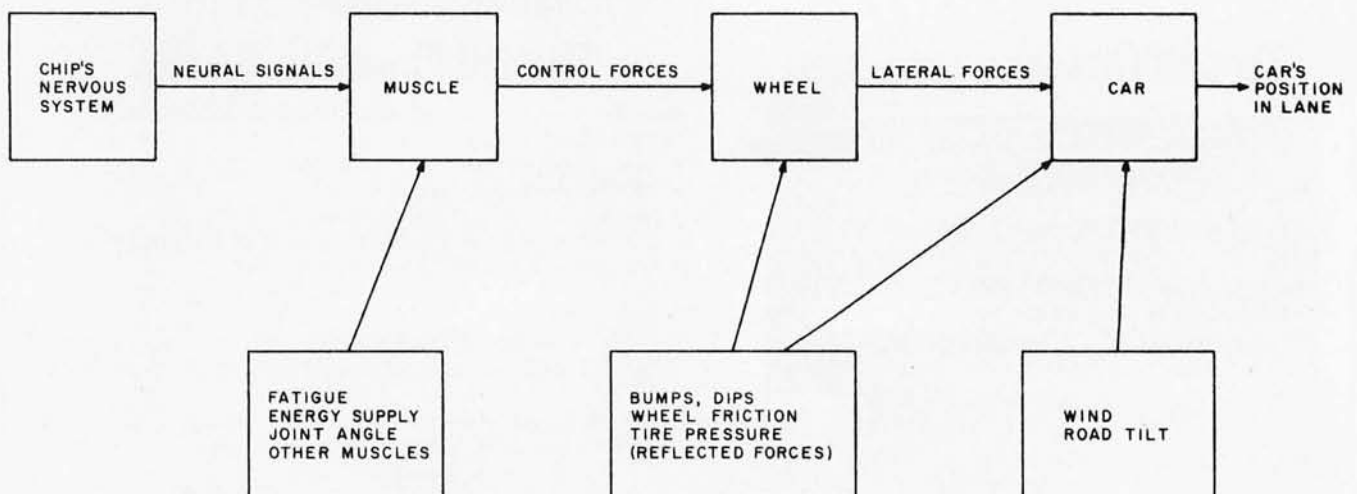 CHIP'S
NERVOUS
SYSTEM
NEURAL SIGNALS
MUSCLE
CONTROL FORCES
WHEEL
LATERAL FORCES
CAR
CAR'S
POSITION
IN LANE
FATIGUE
ENERGY SUPPLY
JOINT ANGLE
OTHER MUSCLES
BUMPS, DIPS
WHEEL FRICTION
TIRE PRESSURE
(REFLECTED FORCES)
WIND
ROAD TILT